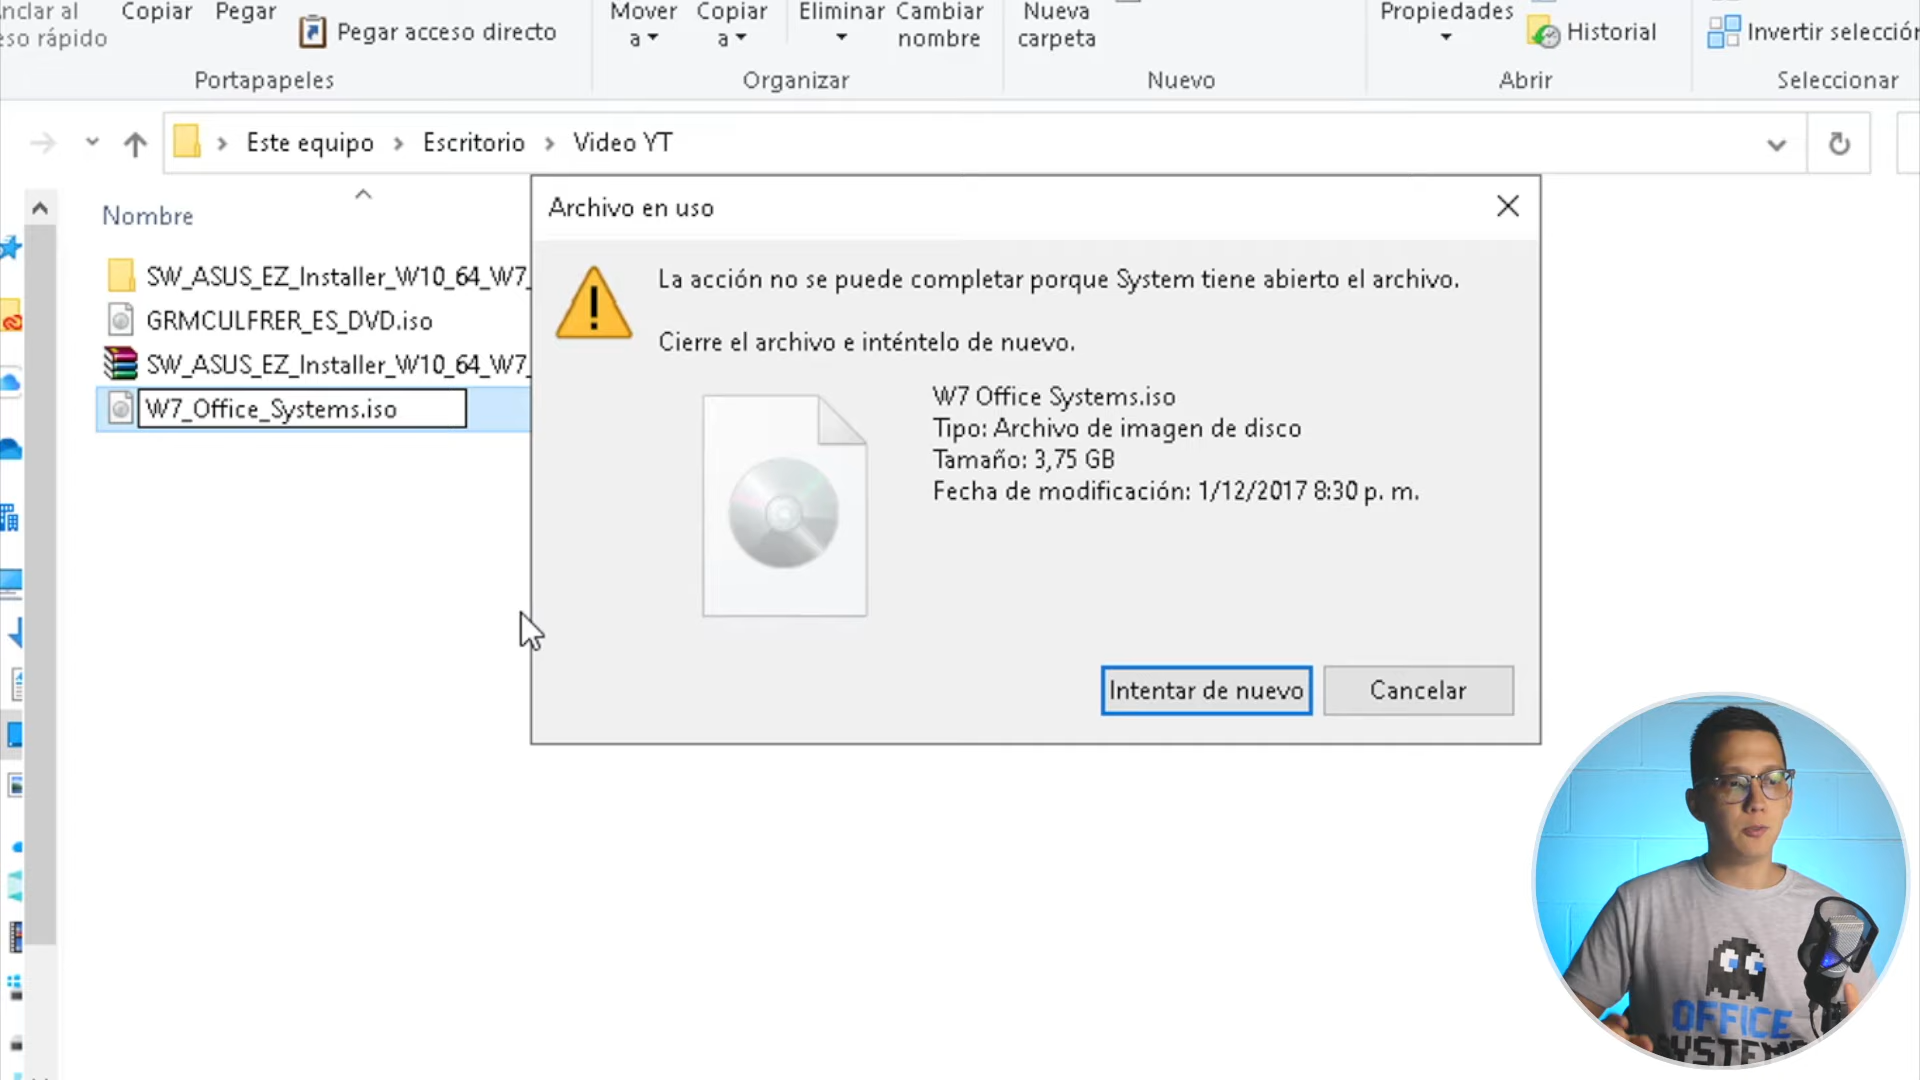 nclar al
eso rápido
Copiar
Pegar
Pegar acceso directo
Portapapeles
Mover
a
Copiar
a
Eliminar
Cambiar
nombre
Organizar
Nueva
carpeta
Nuevo
Propiedades
Historial
Abrir
Invertir selección
Seleccionar
Este equipo
Escritorio
Video YT
Nombre
SW_ASUS_EZ_Installer_W10_64_W7_
GRMCULFRER_ES_DVD.iso
SW_ASUS_EZ_Installer_W10_64_W7_
W7_Office_Systems.iso
Archivo en uso
La acción no se puede completar porque System tiene abierto el archivo.
Cierre el archivo e inténtelo de nuevo.
W7 Office Systems.iso
Tipo: Archivo de imagen de disco
Tamaño: 3,75 GB
Fecha de modificación: 1/12/2017 8:30 p. m.
Intentar de nuevo
Cancelar
OFFICE
SYSTEMS